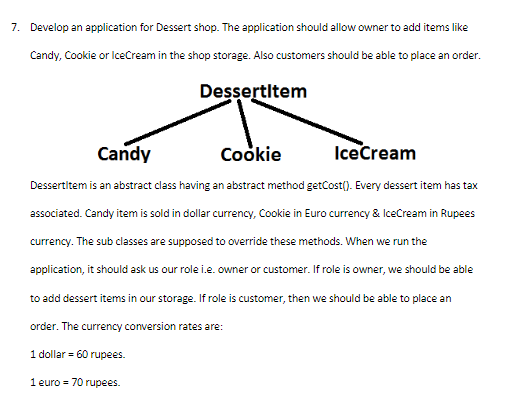 7. Develop an application for Dessert shop. The application should allow owner to add items like
Candy, Cookie or IceCream in the shop storage. Also customers should be able to place an order.
DessertItem
Candy Cookie IceCream
DessertItem is an abstract class having an abstract method getCost(). Every dessert item has tax
associated. Candy item is sold in dollar currency, Cookie in Euro currency & IceCream in Rupees
currency. The sub classes are supposed to override these methods. When we run the
application, it should ask us our role i.e. owner or customer. If role is owner, we should be able
to add dessert items in our storage. If role is customer, then we should be able to place an
order. The currency conversion rates are:
1 dollar = 60 rupees.
1 euro = 70 rupees.